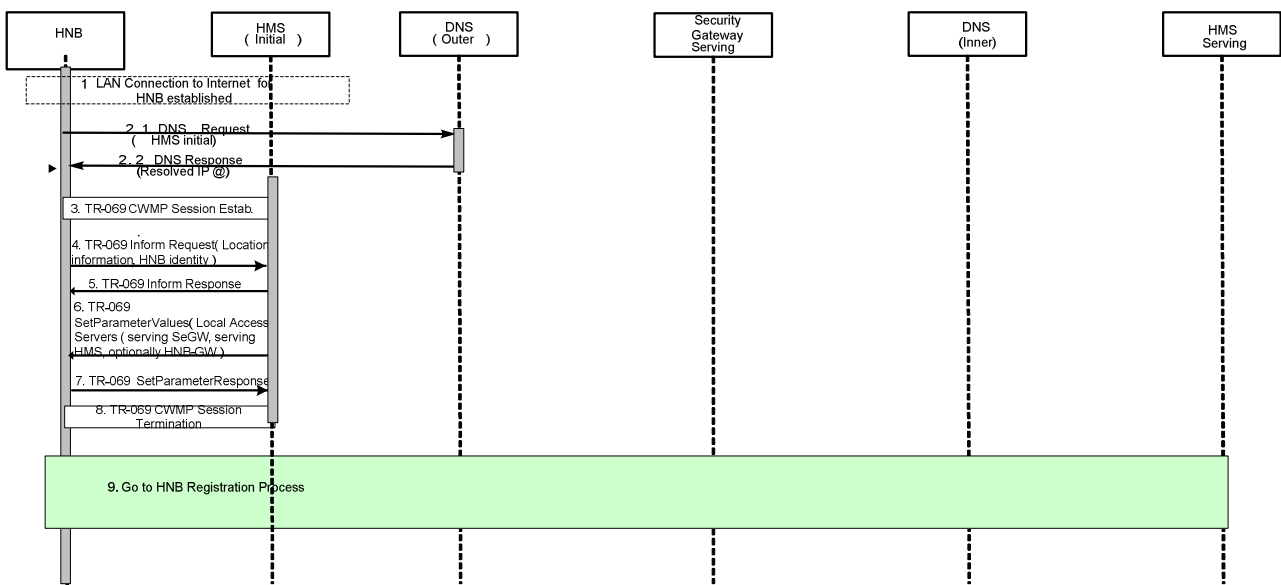 HNB
HMS
( Initial )
DNS
( Outer )
Security
Gateway
Serving
DNS
(Inner)
HMS
Serving
1 LAN Connection to Internet for
HNB established
2. 1 DNS Request
( HMS initial)
2. 2 DNS Response
(Resolved IP @)
3. TR-069 CWMP Session Estab.
4. TR-069 Inform Request( Location
information, HNB identity )
5. TR-069 Inform Response
6. TR-069
SetParameterValues( Local Access
Servers ( serving SeGW, serving
HMS, optionally HNB-GW )
7. TR-069 SetParameterResponse
8. TR-069 CWMP Session
Termination
9. Go to HNB Registration Process